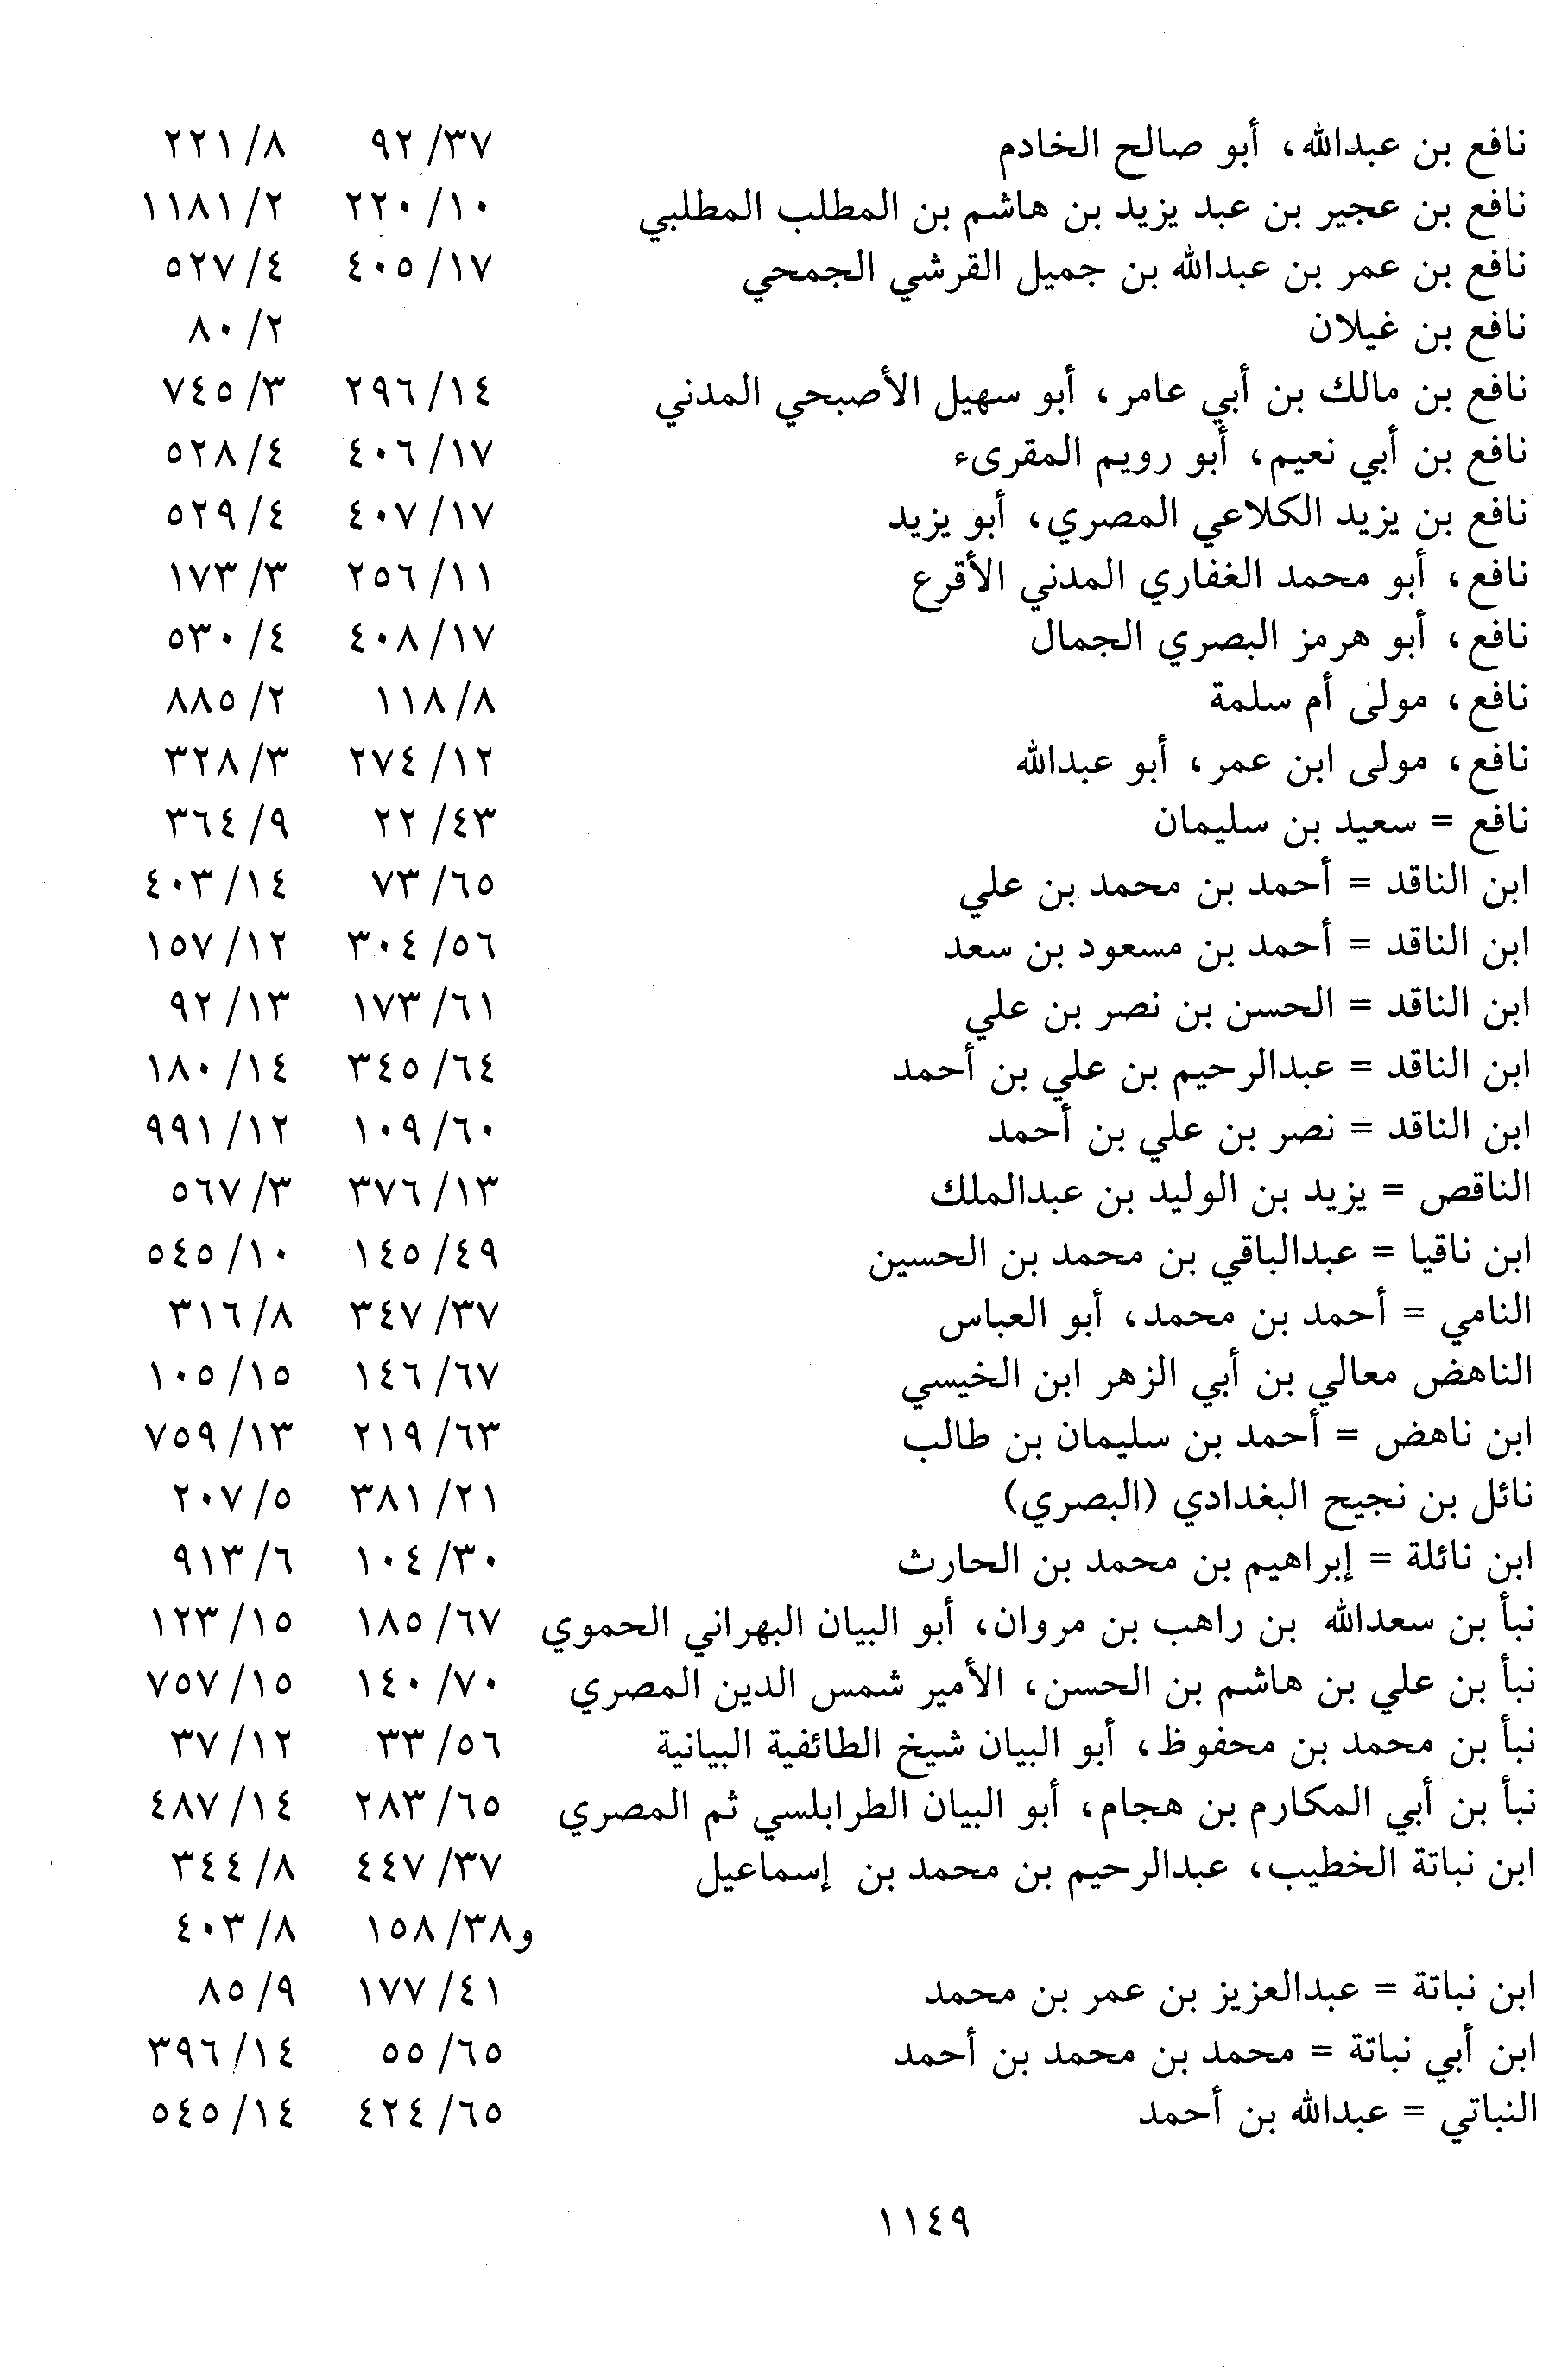 نافع بن عبدالله، أبو صالح الخادم ٣٧/ ٩٢ ٨/ ٢٢١
نافع بن عجير بن عبد يزيد بن هاشم بن المطلب المطلبي ١٠/ ٢٢٠ ٢/ ١١٨١
نافع بن عمر بن عبدالله بن جميل القرشي الجمحي ١٧/ ٤٠٥ ٤/ ٥٢٧
نافع بن غيلان ٢/ ٨٠
نافع بن مالك بن أبي عامر، أبو سهيل الأصبحي المدني ١٤/ ٢٩٦ ٣/ ٧٤٥
نافع بن أبي نعيم، أبو رويم المقرىء ١٧/ ٤٠٦ ٤/ ٥٢٨
نافع بن يزيد الكلاعي المصري، أبو يزيد ١٧/ ٤٠٧ ٤/ ٥٢٩
نافع، أبو محمد الغفاري المدني الأقرع ١١/ ٢٥٦ ٣/ ١٧٣
نافع، أبو هرمز البصري الجمال ١٧/ ٤٠٨ ٤/ ٥٣٠
نافع، مولى أم سلمة ٨/ ١١٨ ٢/ ٨٨٥
نافع، مولى ابن عمر، أبو عبدالله ١٢/ ٢٧٤ ٣/ ٣٢٨
نافع = سعيد بن سليمان ٤٣/ ٢٢ ٩/ ٣٦٤
ابن الناقد = أحمد بن محمد بن علي ٦٥/ ٧٣ ١٤/ ٤٠٣
ابن الناقد = أحمد بن مسعود بن سعد ٥٦/ ٣٠٤ ١٢/ ١٥٧
ابن الناقد = الحسن بن نصر بن علي ٦١/ ١٧٣ ١٣/ ٩٢
ابن الناقد = عبدالرحيم بن علي بن أحمد ٦٤/ ٣٤٥ ١٤/ ١٨٠
ابن الناقد = نصر بن علي بن أحمد ٦٠/ ١٠٩ ١٢/ ٩٩١
الناقص = يزيد بن الوليد بن عبدالملك ١٣/ ٣٧٦ ٣/ ٥٦٧
ابن ناقيا = عبدالباقي بن محمد بن الحسين ٤٩/ ١٤٥ ١٠/ ٥٤٥
النامي = أحمد بن محمد، أبو العباس ٣٧/ ٣٤٧ ٨/ ٣١٦
الناهض معالي بن أبي الزهر ابن الخيسي ٦٧/ ١٤٦ ١٥/ ١٠٥
ابن ناهض = أحمد بن سليمان بن طالب ٦٣/ ٢١٩ ١٣/ ٧٥٩
نائل بن نجيح البغدادي (البصري) ٢١/ ٣٨١ ٥/ ٢٠٧
ابن نائلة = إبراهيم بن محمد بن الحارث ٣٠/ ١٠٤ ٦/ ٩١٣
نبأ بن سعدالله بن راهب بن مروان، أبو البيان البهراني الحموي ٦٧/ ١٨٥ ١٥/ ١٢٣
نبأ بن علي بن هاشم بن الحسن، الأمير شمس الدين المصري ٧٠/ ١٤٠ ١٥/ ٧٥٧
نبأ بن محمد بن محفوظ، أبو البيان شيخ الطائفية البيانية ٥٦/ ٣٣ ١٢/ ٣٧
نبأ بن أبي المكارم بن هجام، أبو البيان الطرابلسي ثم المصري ٦٥/ ٢٨٣ ١٤/ ٤٨٧
ابن نباتة الخطيب، عبدالرحيم بن محمد بن إسماعيل ٣٧/ ٤٤٧ ٨/ ٣٤٤
و٣٨/ ١٥٨ ٨/ ٤٠٣
ابن نباتة = عبدالعزيز بن عمر بن محمد ٤١/ ١٧٧ ٩/ ٨٥
ابن أبي نباتة = محمد بن محمد بن أحمد ٦٥/ ٥٥ ١٤/ ٣٩٦
النباتي = عبدالله بن أحمد ٦٥/ ٤٢٤ ١٤/ ٥٤٥
١١٤٩